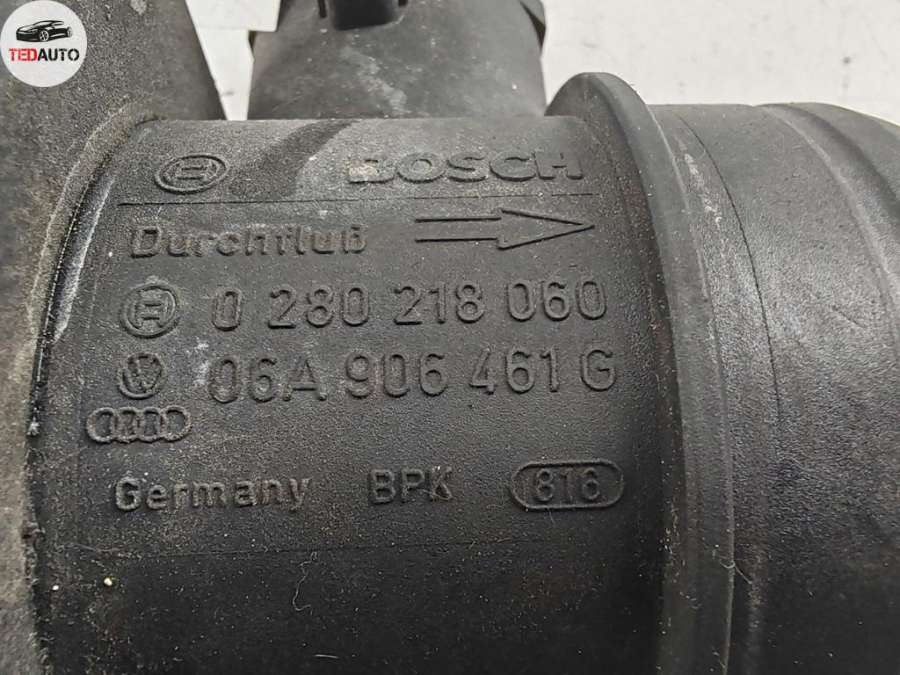 TEDAUTO
BOSCH
Durchfluß
0 280 218 060
06A 906 461 G
Germany BPK 816